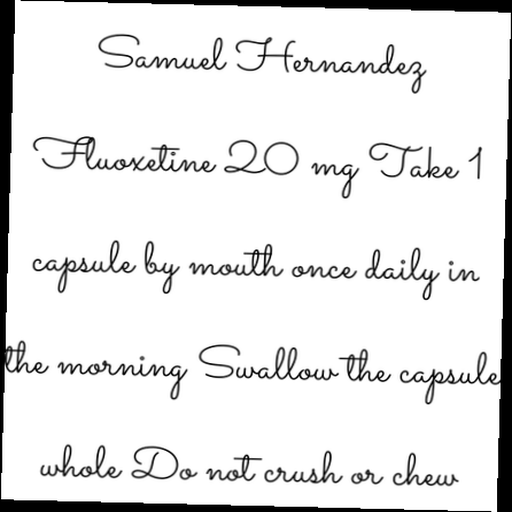 Samuel Hernandez
Fluoxetine 20 mg Take 1
capsule by mouth once daily in
the morning Swallow the capsule
whole Do not crush or chew